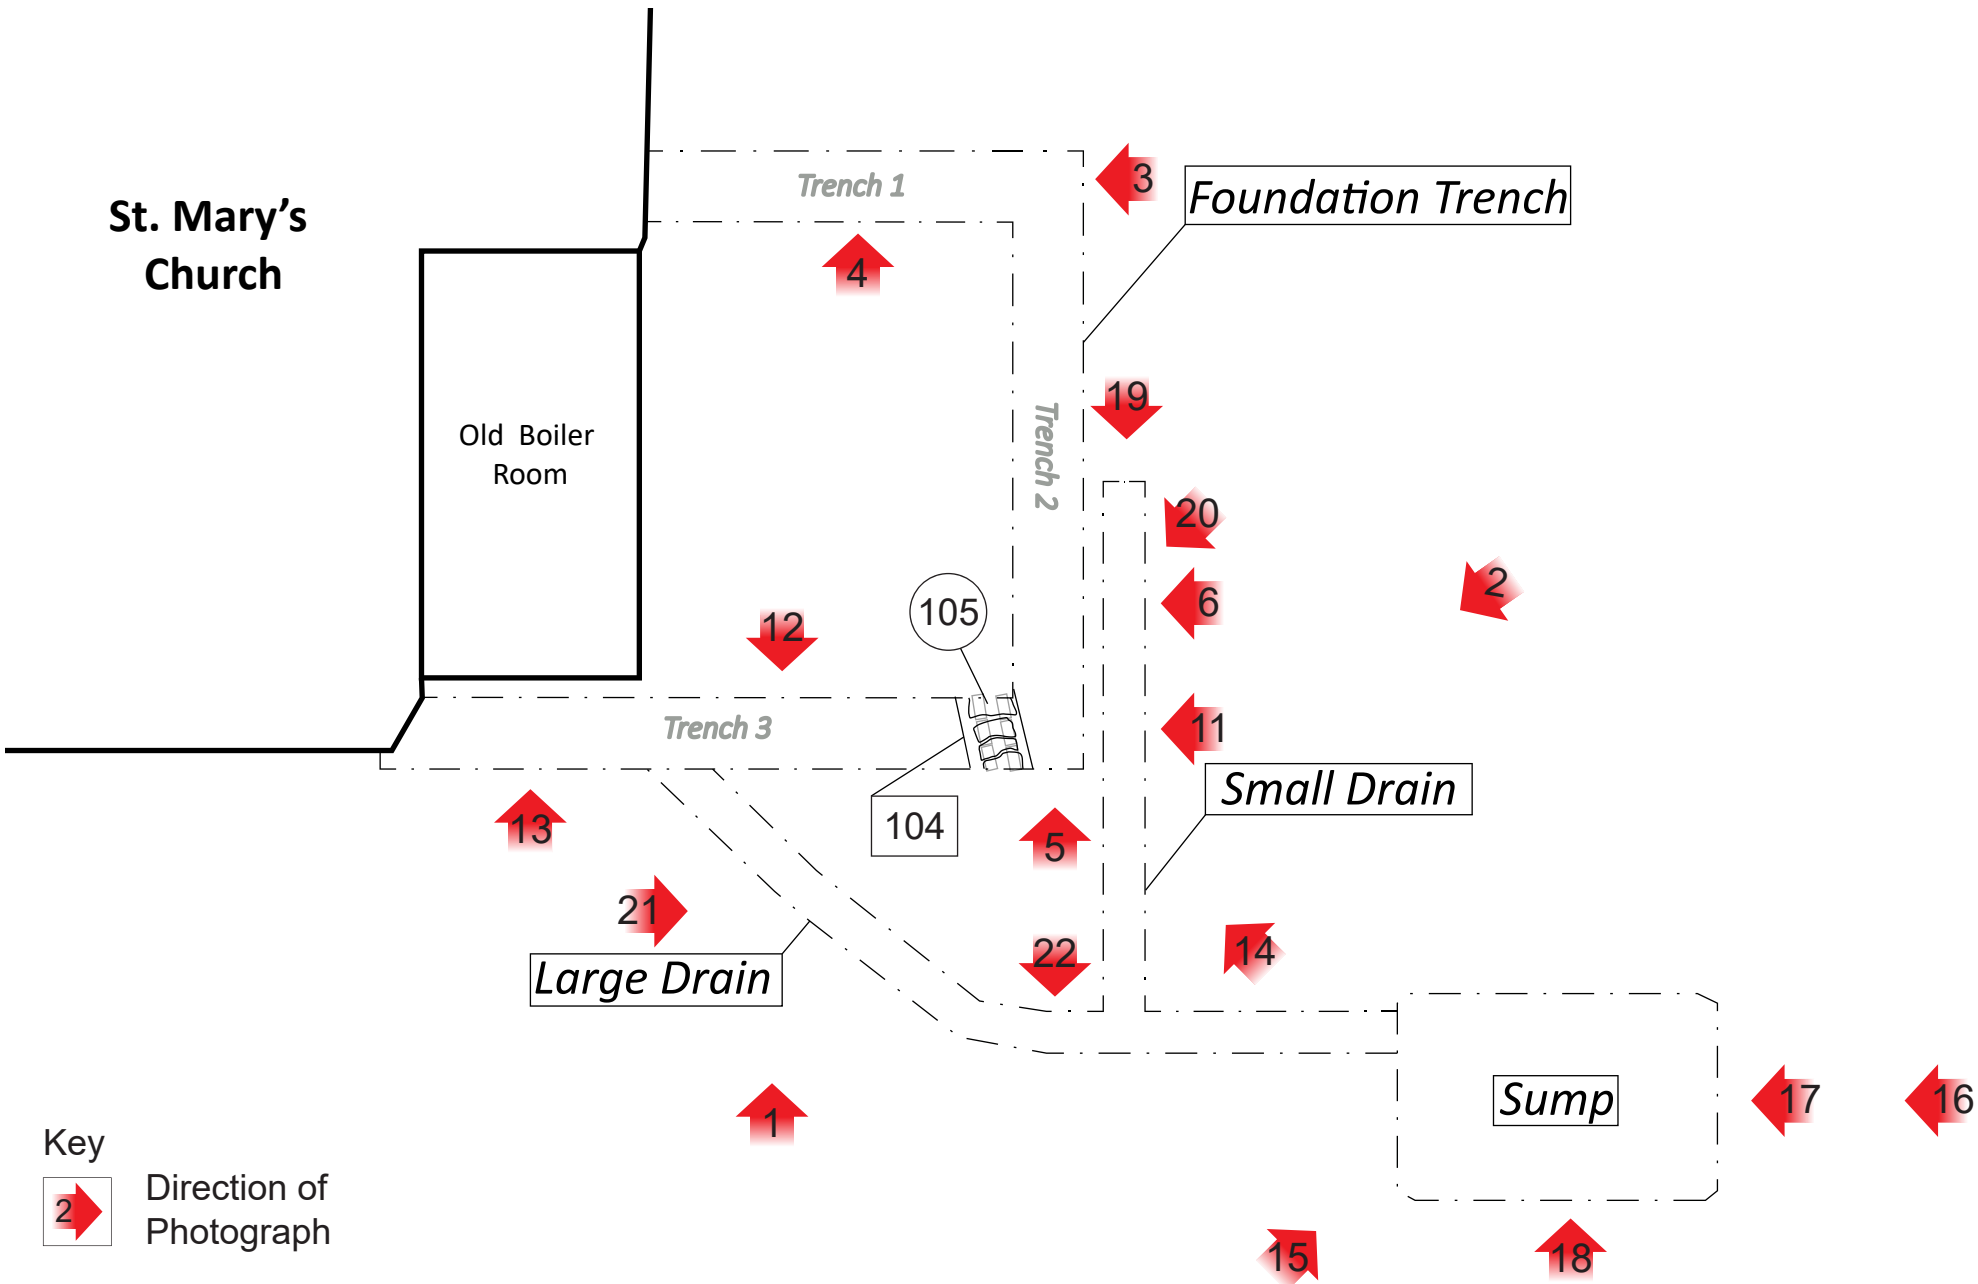 Trench 1
3
Foundation Trench
St. Mary's
Church
4
19
Trench 2
Old Boiler
Room
20
2
6
105
12
11
Trench 3
Small Drain
104
13
5
21
22
14
Large Drain
Sump
17
16
1
Key
2
Direction of
Photograph
15
18